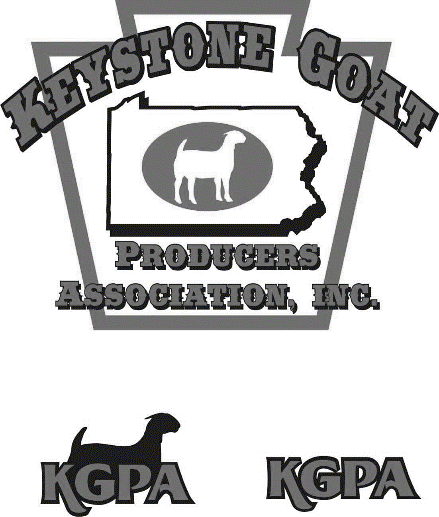 KEYSTONE GOAT
PRODUCERS
ASSOCIATION, INC.
KGPA KGPA